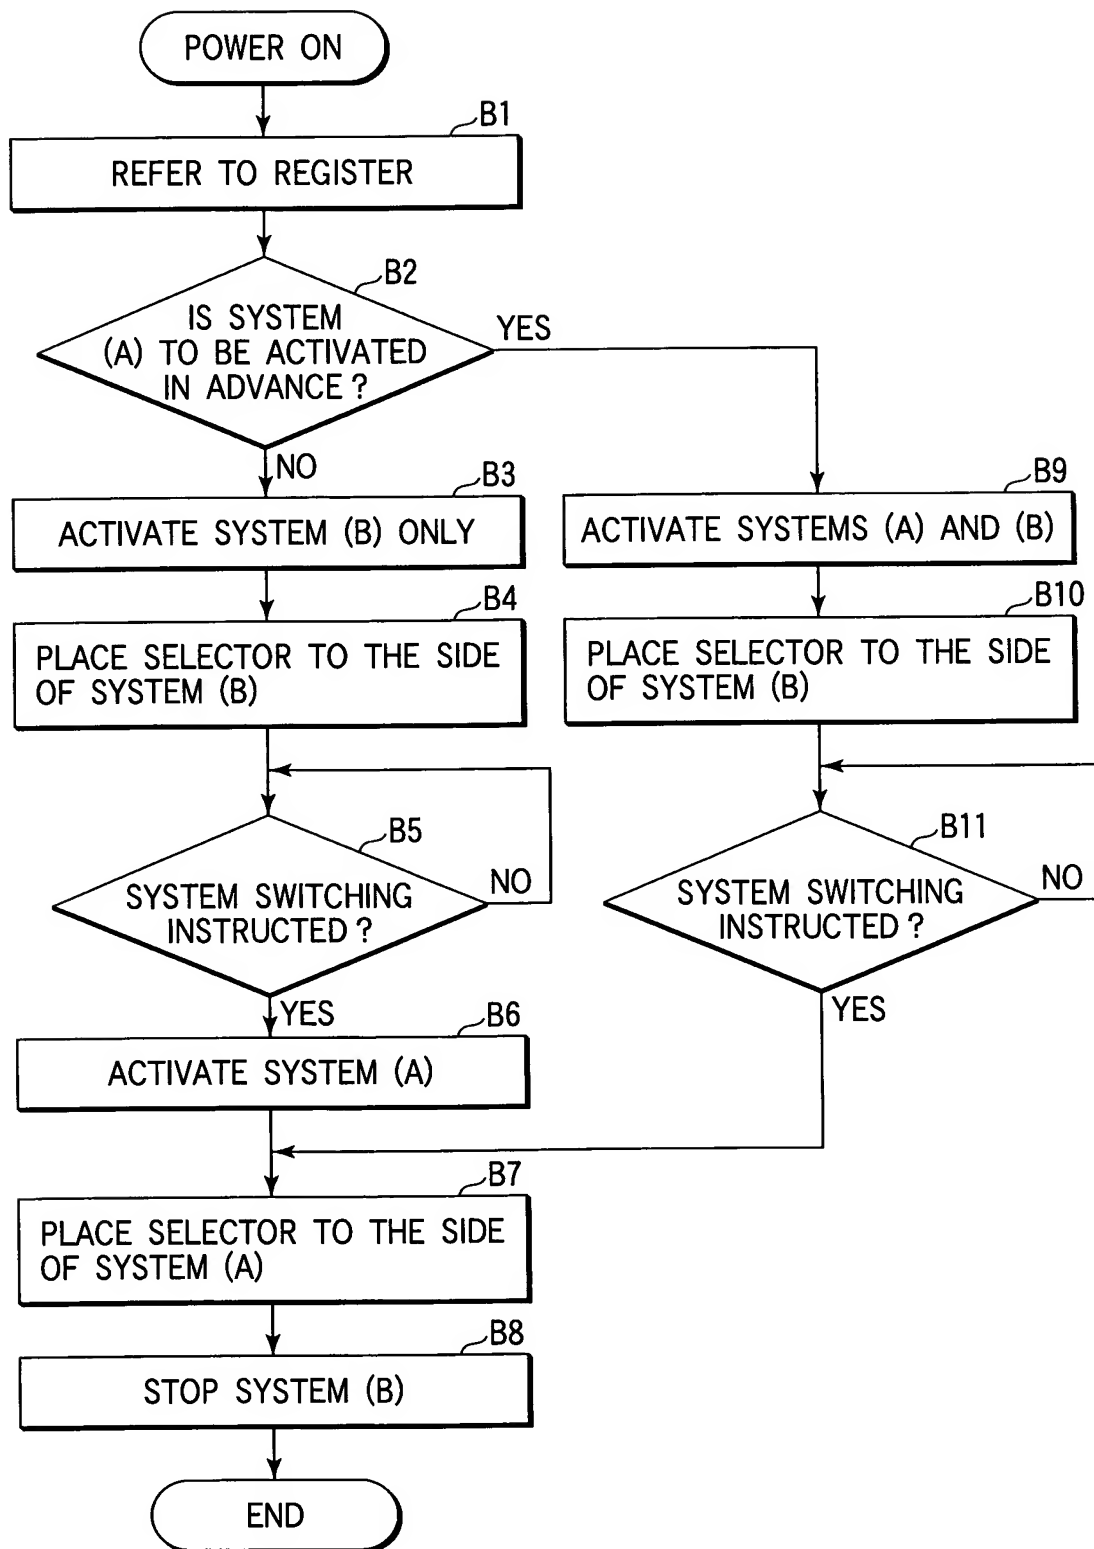 POWER ON
B1
REFER TO REGISTER
B2
IS SYSTEM
(A) TO BE ACTIVATED
IN ADVANCE?
YES
NO
B3
ACTIVATE SYSTEM (B) ONLY
B9
ACTIVATE SYSTEMS (A) AND (B)
B4
PLACE SELECTOR TO THE SIDE
OF SYSTEM (B)
B10
PLACE SELECTOR TO THE SIDE
OF SYSTEM (B)
B5
SYSTEM SWITCHING
INSTRUCTED?
NO
YES
B11
SYSTEM SWITCHING
INSTRUCTED?
NO
YES
B6
ACTIVATE SYSTEM (A)
B7
PLACE SELECTOR TO THE SIDE
OF SYSTEM (A)
B8
STOP SYSTEM (B)
END